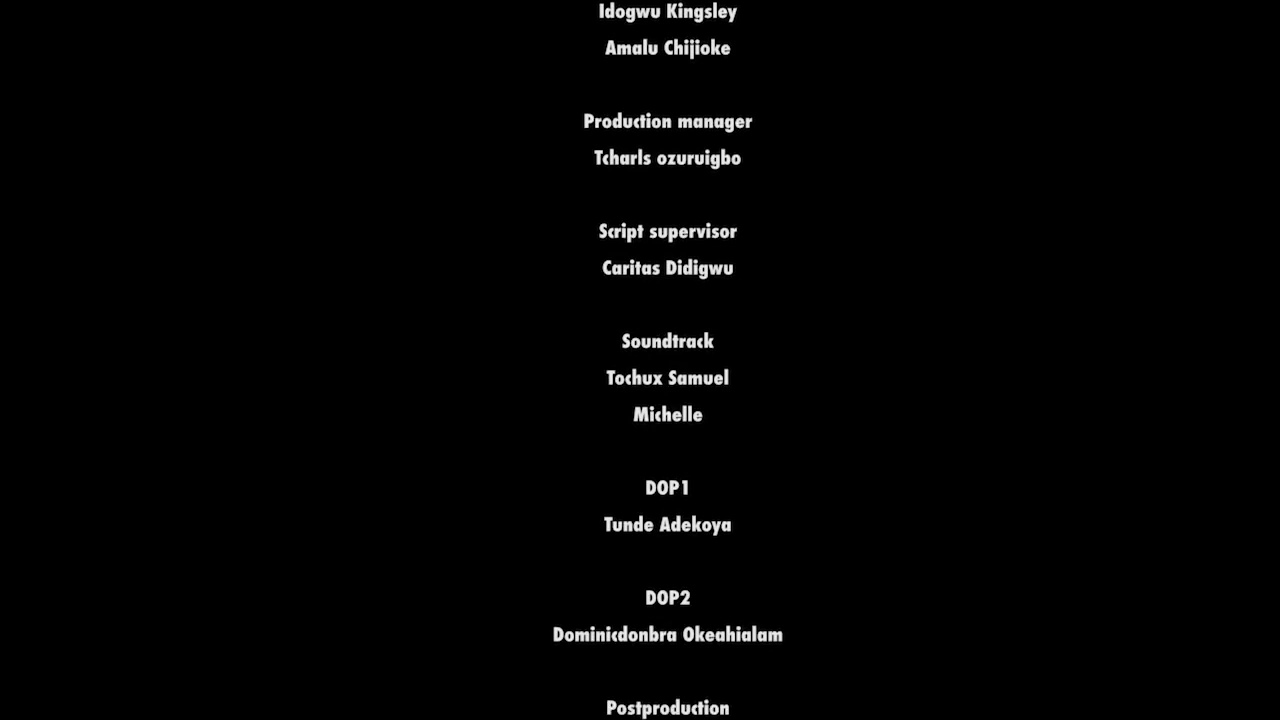 Idogwu Kingsley
Amalu Chijioke
Production manager
Tcharls ozuruigbo
Script supervisor
Caritas Didigwu
Soundtrack
Tochux Samuel
Michelle
DOP1
Tunde Adekoya
DOP2
Dominicdonbra Okeahialam
Postproduction